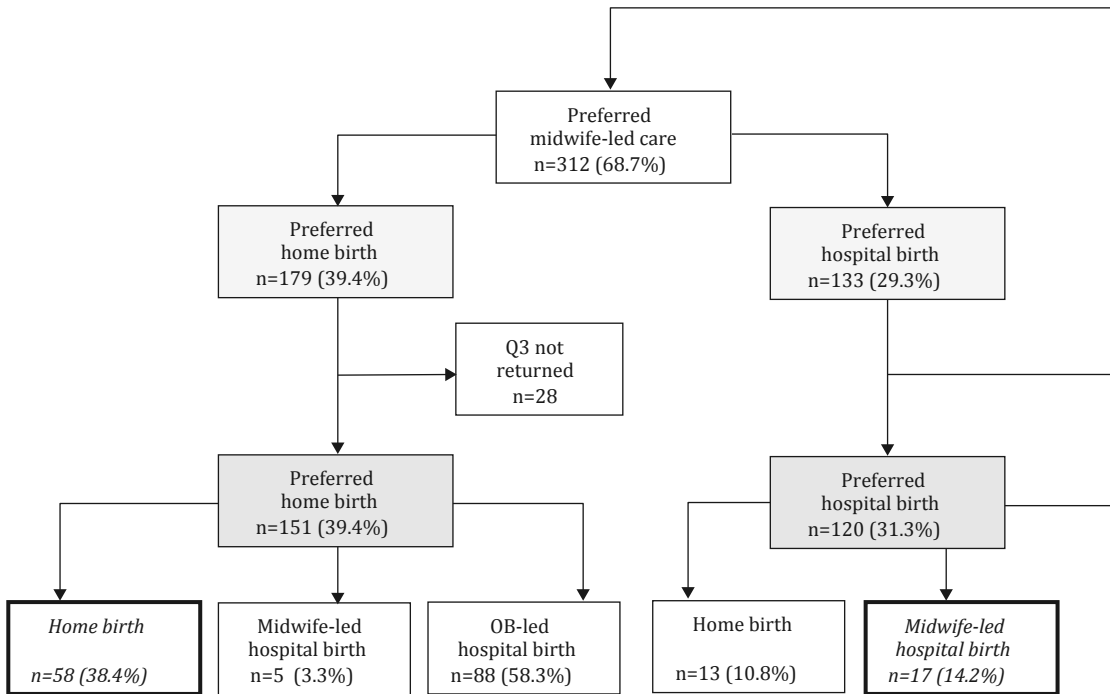 Preferred
midwife-led care
n=312 (68.7%)
Preferred
home birth
n=179 (39.4%)
Preferred
hospital birth
n=133 (29.3%)
Q3 not
returned
n=28
Preferred
home birth
n=151 (39.4%)
Preferred
hospital birth
n=120 (31.3%)
Home birth
n=58 (38.4%)
Midwife-led
hospital birth
n=5 (3.3%)
OB-led
hospital birth
n=88 (58.3%)
Home birth
n=13 (10.8%)
Midwife-led
hospital birth
n=17 (14.2%)